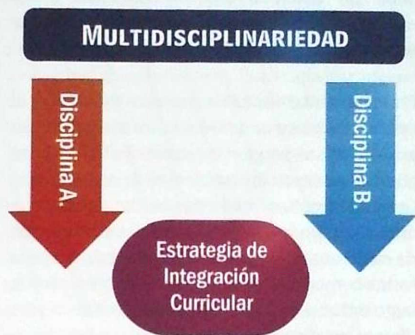 MULTIDISCIPLINARIEDAD
Disciplina A.
Disciplina B.
Estrategia de
Integración
Curricular